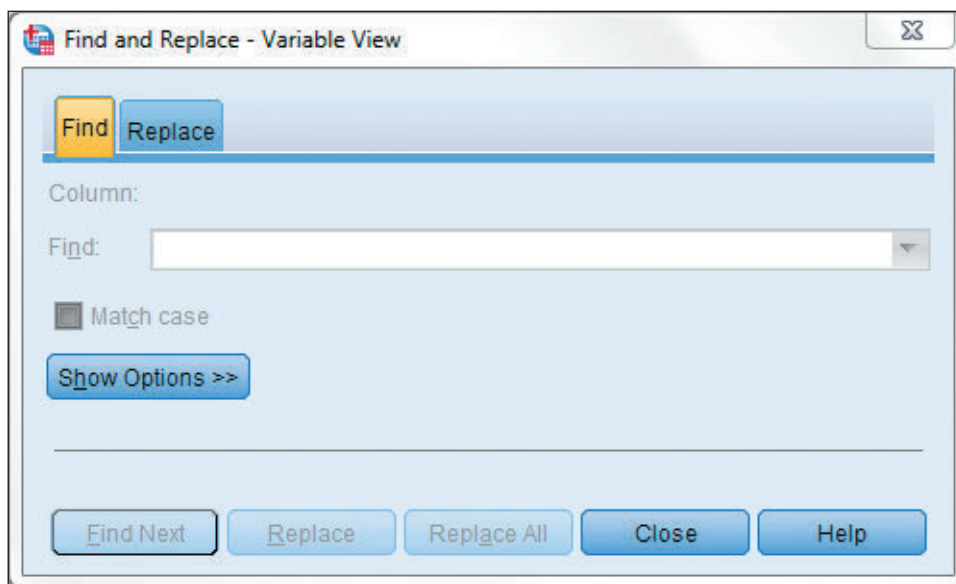 Find and Replace - Variable View
Find Replace
Column:
Find:
Match case
Show Options >>
Find Next Replace Replace All Close Help